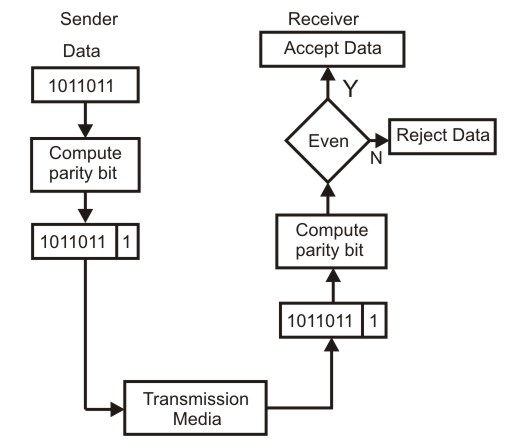 Sender
Data
1011011
Compute
parity bit
1011011 1
Transmission
Media
Receiver
Accept Data
Y
Even
N
Reject Data
Compute
parity bit
1011011 1